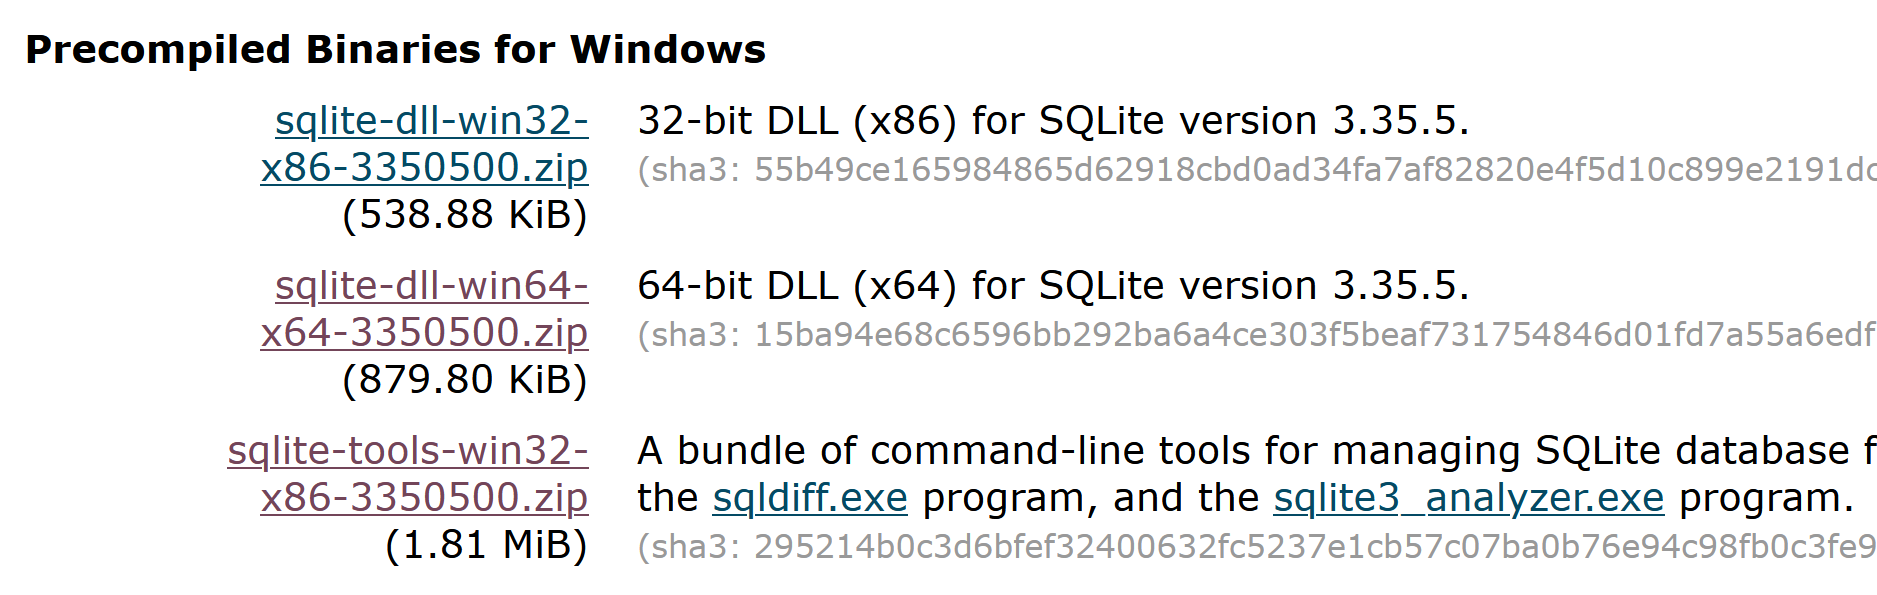 Precompiled Binaries for Windows
sqlite-dll-win32-
x86-3350500.zip
(538.88 KiB)
32-bit DLL (x86) for SQLite version 3.35.5.
(sha3: 55b49ce165984865d62918cbd0ad34fa7af82820e4f5d10c899e2191dc
sqlite-dll-win64-
x64-3350500.zip
(879.80 KiB)
64-bit DLL (x64) for SQLite version 3.35.5.
(sha3: 15ba94e68c6596bb292ba6a4ce303f5beaf731754846d01fd7a55a6edf
sqlite-tools-win32-
x86-3350500.zip
(1.81 MiB)
A bundle of command-line tools for managing SQLite database f
the sqldiff.exe program, and the sqlite3_analyzer.exe program.
(sha3: 295214b0c3d6bfef32400632fc5237e1cb57c07ba0b76e94c98fb0c3fe9